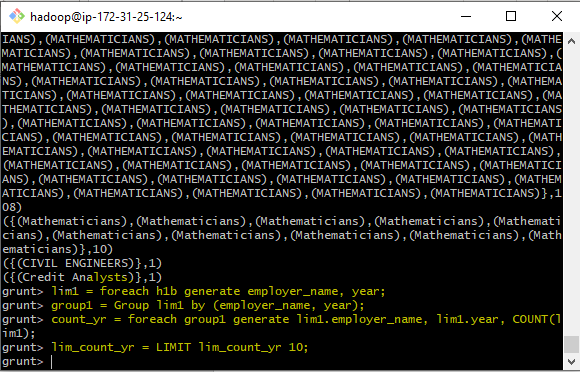 hadoop@ip-172-31-25-124:~
IANS),(MATHEMATICIANS),(MATHEMATICIANS),(MATHEMATICIANS),(MATHEMATICIANS),(MATHE
MATICIANS),(MATHEMATICIANS),(MATHEMATICIANS),(MATHEMATICIANS),(MATHEMATICIANS),(
MATHEMATICIANS),(MATHEMATICIANS),(MATHEMATICIANS),(MATHEMATICIANS),(MATHEMATICIA
NS),(MATHEMATICIANS),(MATHEMATICIANS),(MATHEMATICIANS),(MATHEMATICIANS),(MATHEMA
TICIANS),(MATHEMATICIANS),(MATHEMATICIANS),(MATHEMATICIANS),(MATHEMATICIANS),(MA
THEMATICIANS),(MATHEMATICIANS),(MATHEMATICIANS),(MATHEMATICIANS),(MATHEMATICIANS
),(MATHEMATICIANS),(MATHEMATICIANS),(MATHEMATICIANS),(MATHEMATICIANS),(MATHEMATI
CIANS),(MATHEMATICIANS),(MATHEMATICIANS),(MATHEMATICIANS),(MATHEMATICIANS),(MATH
EMATICIANS),(MATHEMATICIANS),(MATHEMATICIANS),(MATHEMATICIANS),(MATHEMATICIANS),
(MATHEMATICIANS),(MATHEMATICIANS),(MATHEMATICIANS),(MATHEMATICIANS),(MATHEMATICI
ANS),(MATHEMATICIANS),(MATHEMATICIANS),(MATHEMATICIANS),(MATHEMATICIANS),(MATHEM
ATICIANS),(MATHEMATICIANS),(MATHEMATICIANS),(MATHEMATICIANS),(MATHEMATICIANS)},1
08)
({(Mathematicians),(Mathematicians),(Mathematicians),(Mathematicians),(Mathemati
cians),(Mathematicians),(Mathematicians),(Mathematicians),(Mathematicians),(Math
ematicians)},10)
({(CIVIL ENGINEERS)},1)
({(Credit Analysts)},1)
grunt> lim1 = foreach h1b generate employer_name, year;
grunt> group1 = Group lim1 by (employer_name, year);
grunt> count_yr = foreach group1 generate lim1.employer_name, lim1.year, COUNT(l
im1);
grunt> lim_count_yr = LIMIT lim_count_yr 10;
grunt>